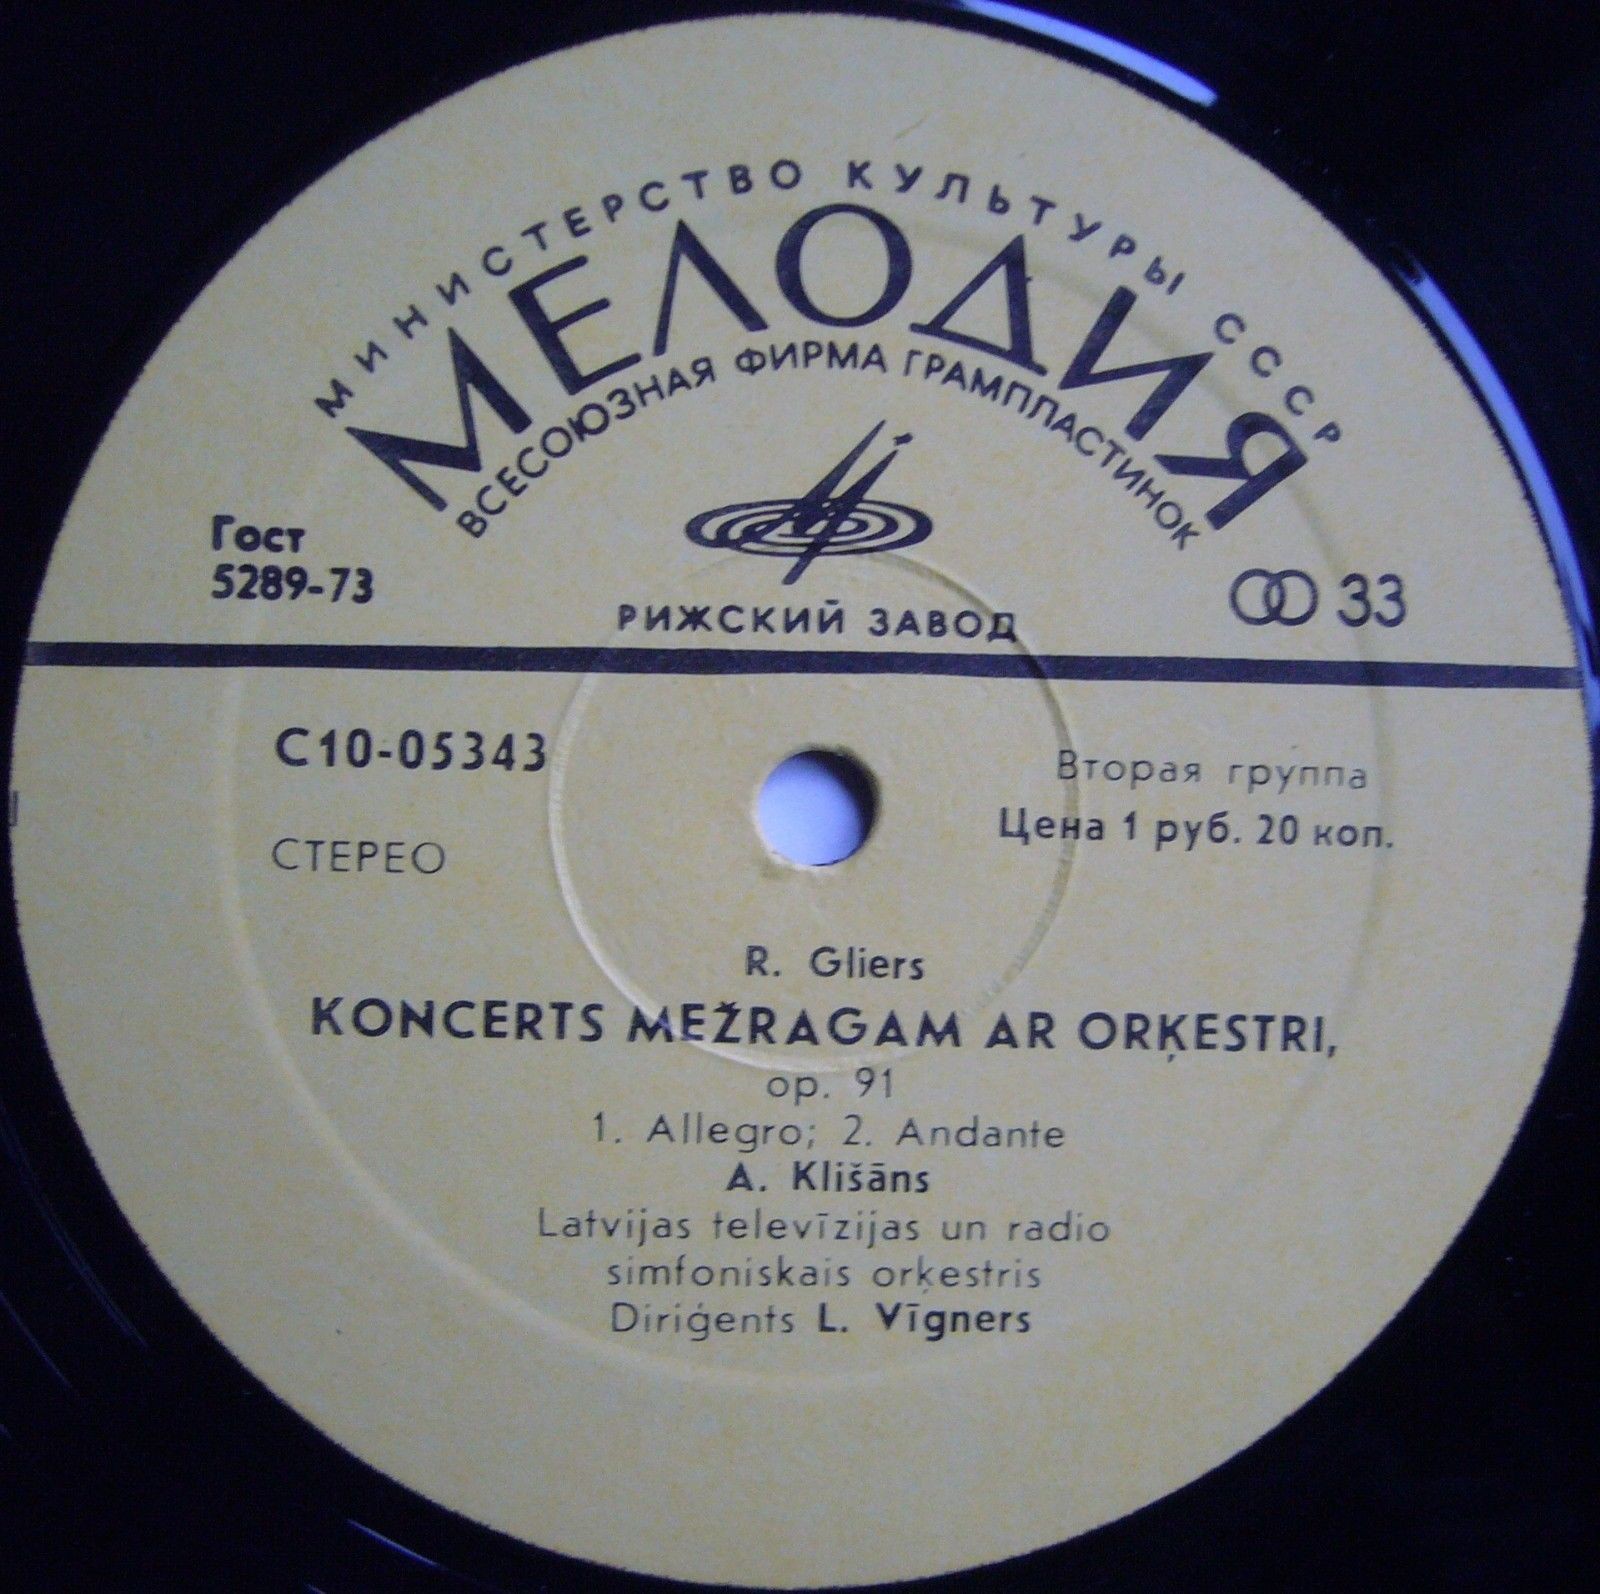 МИНИСТЕРСТВО КУЛЬТУРЫ СССР
МЕЛОДИЯ
ВСЕСОЮЗНАЯ ФИРМА ГРАМПЛАСТИНОК
Гост
5289-73
33
РИЖСКИЙ ЗАВОД
С10-05343
Вторая группа
Цена 1 руб. 20 коп.
СТЕРЕО
R. Gliers
KONCERTS MEŽRAGAM AR ORĶESTRI,
op. 91
1. Allegro; 2. Andante
A. Klišāns
Latvijas televīzijas un radio
simfoniskais orķestris
Diriģents L. Vīgners